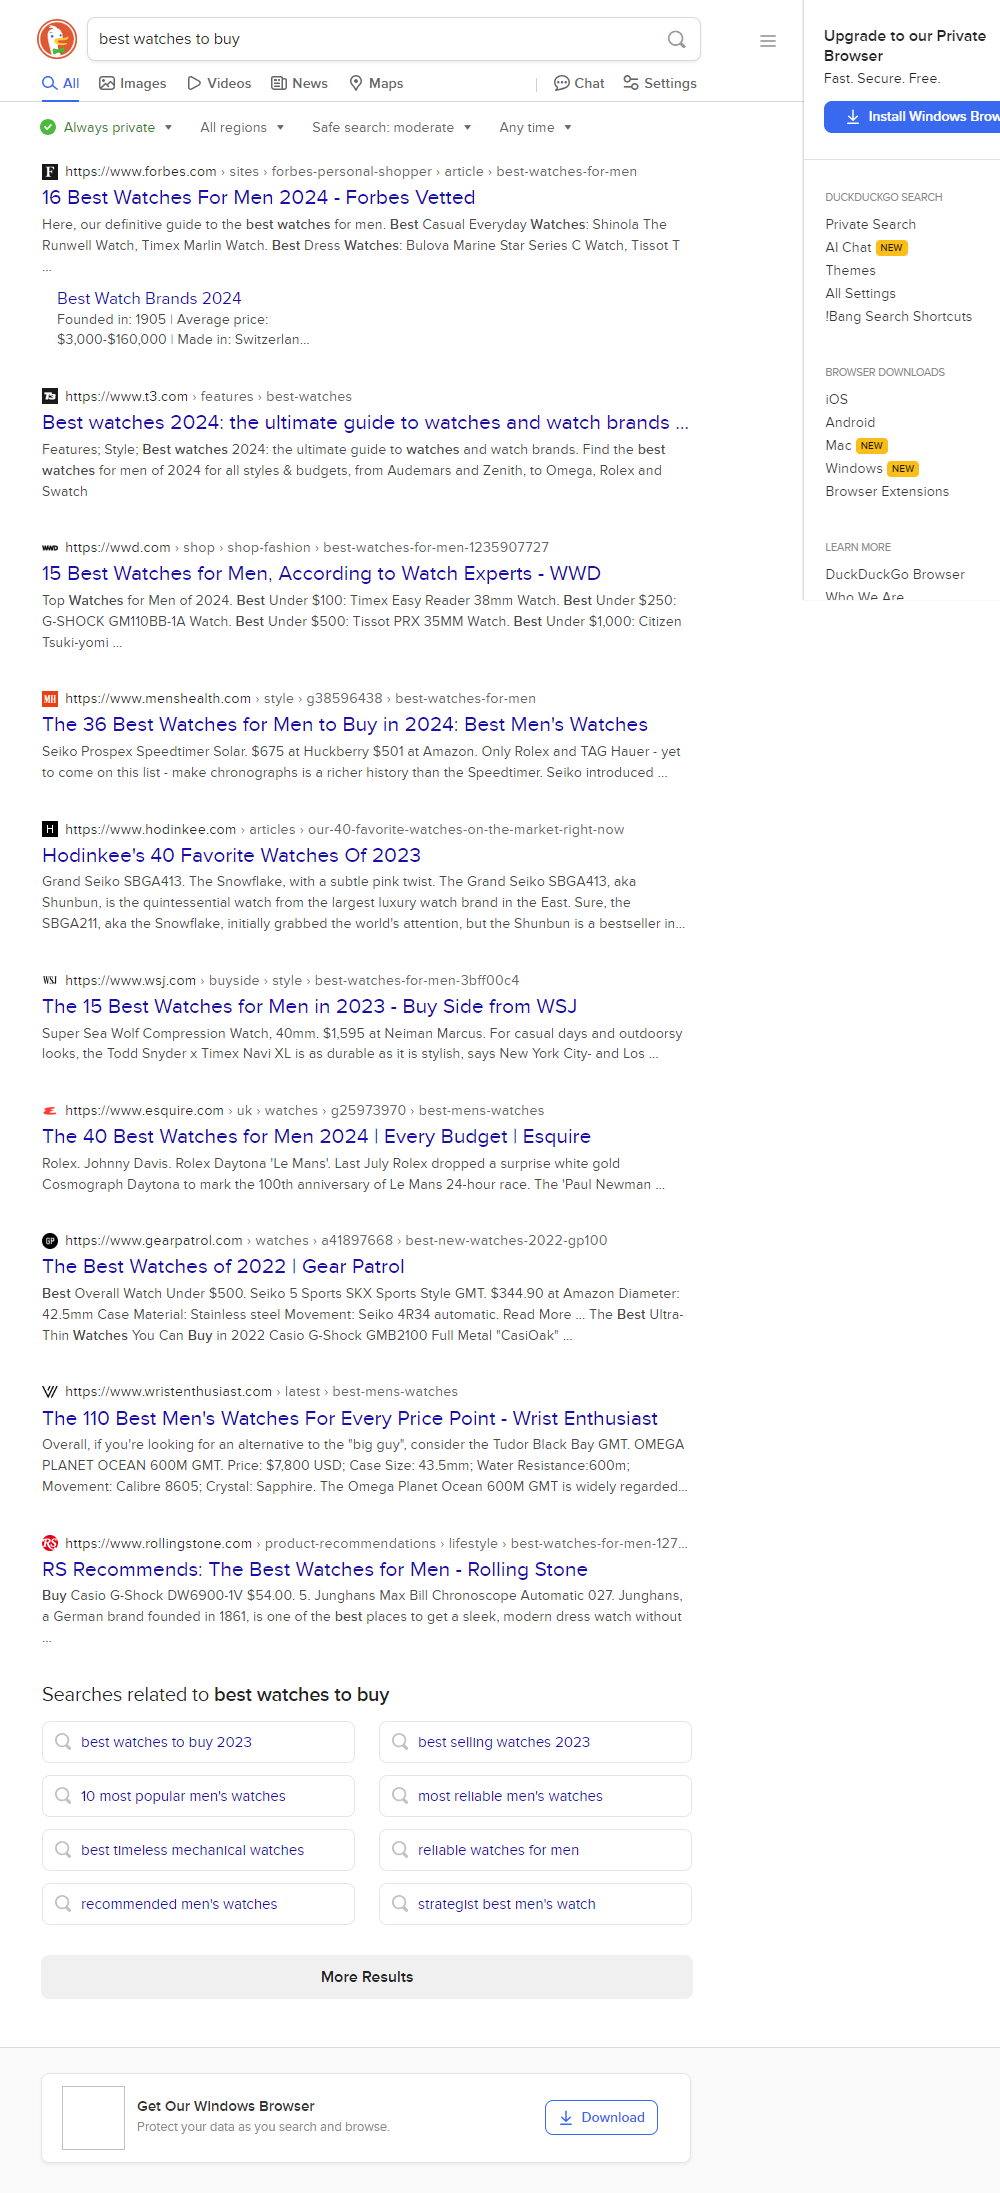 best watches to buy
All Images Videos News Maps Chat Settings
Always private All regions Safe search: moderate Any time
https://www.forbes.com › sites › forbes-personal-shopper › article › best-watches-for-men
16 Best Watches For Men 2024 - Forbes Vetted
Here, our definitive guide to the best watches for men. Best Casual Everyday Watches: Shinola The
Runwell Watch, Timex Marlin Watch. Best Dress Watches: Bulova Marine Star Series C Watch, Tissot T
...
Best Watch Brands 2024
Founded in: 1905 | Average price:
$3,000-$160,000 | Made in: Switzerlan...
https://www.t3.com › features › best-watches
Best watches 2024: the ultimate guide to watches and watch brands ...
Features; Style; Best watches 2024: the ultimate guide to watches and watch brands. Find the best
watches for men of 2024 for all styles & budgets, from Audemars and Zenith, to Omega, Rolex and
Swatch
https://wwd.com › shop › shop-fashion › best-watches-for-men-1235907727
15 Best Watches for Men, According to Watch Experts - WWD
Top Watches for Men of 2024. Best Under $100: Timex Easy Reader 38mm Watch. Best Under $250:
G-SHOCK GM110BB-1A Watch. Best Under $500: Tissot PRX 35MM Watch. Best Under $1,000: Citizen
Tsuki-yomi ...
https://www.menshealth.com › style › g38596438 › best-watches-for-men
The 36 Best Watches for Men to Buy in 2024: Best Men's Watches
Seiko Prospex Speedtimer Solar. $675 at Huckberry $501 at Amazon. Only Rolex and TAG Hauer - yet
to come on this list - make chronographs is a richer history than the Speedtimer. Seiko introduced ...
https://www.hodinkee.com › articles › our-40-favorite-watches-on-the-market-right-now
Hodinkee's 40 Favorite Watches Of 2023
Grand Seiko SBGA413. The Snowflake, with a subtle pink twist. The Grand Seiko SBGA413, aka
Shunbun, is the quintessential watch from the largest luxury watch brand in the East. Sure, the
SBGA211, aka the Snowflake, initially grabbed the world's attention, but the Shunbun is a bestseller in...
https://www.wsj.com › buyside › style › best-watches-for-men-3bff00c4
The 15 Best Watches for Men in 2023 - Buy Side from WSJ
Super Sea Wolf Compression Watch, 40mm. $1,595 at Neiman Marcus. For casual days and outdoorsy
looks, the Todd Snyder x Timex Navi XL is as durable as it is stylish, says New York City- and Los ...
https://www.esquire.com › uk › watches › g25973970 › best-mens-watches
The 40 Best Watches for Men 2024 | Every Budget | Esquire
Rolex. Johnny Davis. Rolex Daytona 'Le Mans'. Last July Rolex dropped a surprise white gold
Cosmograph Daytona to mark the 100th anniversary of Le Mans 24-hour race. The 'Paul Newman ...
https://www.gearpatrol.com › watches › a41897668 › best-new-watches-2022-gp100
The Best Watches of 2022 | Gear Patrol
Best Overall Watch Under $500. Seiko 5 Sports SKX Sports Style GMT. $344.90 at Amazon Diameter:
42.5mm Case Material: Stainless steel Movement: Seiko 4R34 automatic. Read More ... The Best Ultra-
Thin Watches You Can Buy in 2022 Casio G-Shock GMB2100 Full Metal "CasiOak" ...
https://www.wristenthusiast.com › latest › best-mens-watches
The 110 Best Men's Watches For Every Price Point - Wrist Enthusiast
Overall, if you're looking for an alternative to the "big guy", consider the Tudor Black Bay GMT. OMEGA
PLANET OCEAN 600M GMT. Price: $7,800 USD; Case Size: 43.5mm; Water Resistance:600m;
Movement: Calibre 8605; Crystal: Sapphire. The Omega Planet Ocean 600M GMT is widely regarded...
https://www.rollingstone.com › product-recommendations › lifestyle › best-watches-for-men-127...
RS Recommends: The Best Watches for Men - Rolling Stone
Buy Casio G-Shock DW6900-1V $54.00. 5. Junghans Max Bill Chronoscope Automatic 027. Junghans,
a German brand founded in 1861, is one of the best places to get a sleek, modern dress watch without
...
Searches related to best watches to buy
best watches to buy 2023
best selling watches 2023
10 most popular men's watches
most reliable men's watches
best timeless mechanical watches
reliable watches for men
recommended men's watches
strategist best men's watch
More Results
Get Our Windows Browser
Protect your data as you search and browse.
Download
Upgrade to our Private
Browser
Fast. Secure. Free.
Install Windows Brow
DUCKDUCKGO SEARCH
Private Search
AI Chat NEW
Themes
All Settings
!Bang Search Shortcuts
BROWSER DOWNLOADS
iOS
Android
Mac NEW
Windows NEW
Browser Extensions
LEARN MORE
DuckDuckGo Browser
Who We Are